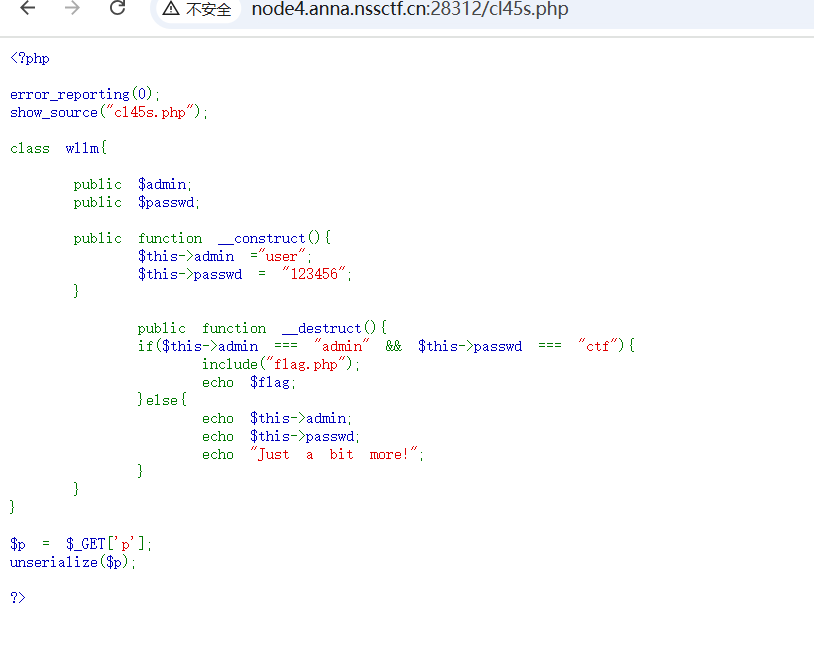 不安全 node4.anna.nssctf.cn:28312/cl45s.php
<?php
error_reporting(0);
show_source("cl45s.php");
class wllm{
public $admin;
public $passwd;
public function __construct(){
$this->admin ="user";
$this->passwd = "123456";
}
public function __destruct(){
if($this->admin === "admin" && $this->passwd === "ctf"){
include("flag.php");
echo $flag;
}else{
echo $this->admin;
echo $this->passwd;
echo "Just a bit more!";
}
}
}
$p = $_GET['p'];
unserialize($p);
?>